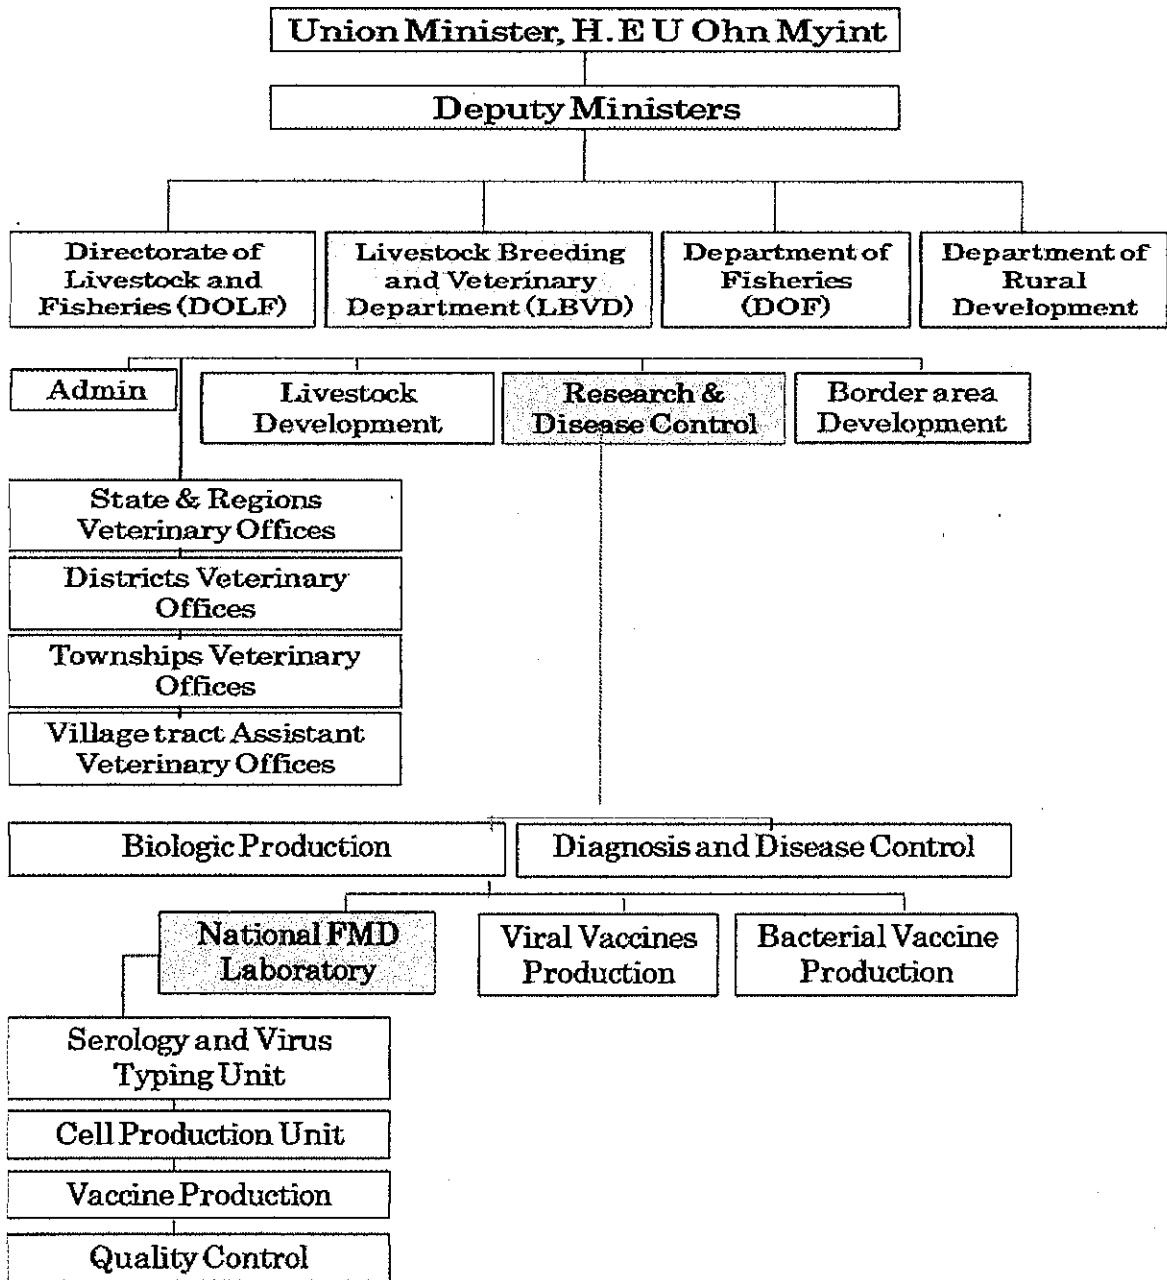 Union Minister, H.E U Ohn Myint
Deputy Ministers
Directorate of
Livestock and
Fisheries (DOLF)
Livestock Breeding
and Veterinary
Department (LBVD)
Department of
Fisheries
(DOF)
Department of
Rural
Development
Admin
Livestock
Development
Research &
Disease Control
Border area
Development
State & Regions
Veterinary Offices
Districts Veterinary
Offices
Townships Veterinary
Offices
Village tract Assistant
Veterinary Offices
Biologic Production
Diagnosis and Disease Control
National FMD
Laboratory
Viral Vaccines
Production
Bacterial Vaccine
Production
Serology and Virus
Typing Unit
Cell Production Unit
Vaccine Production
Quality Control